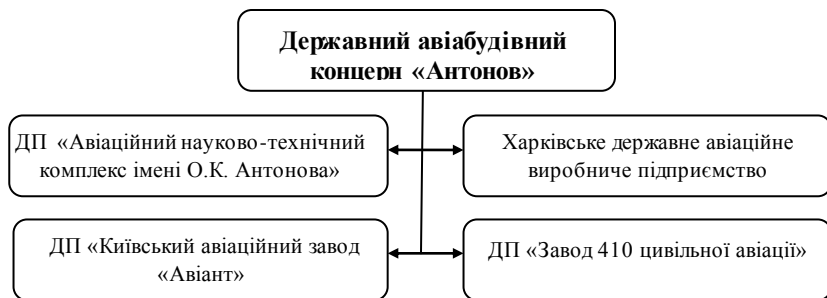 Державний авіабудівний
концерн «Антонов»
ДП «Авіаційний науково-технічний
комплекс імені О.К. Антонова»
Харківське державне авіаційне
виробниче підприємство
ДП «Київський авіаційний завод
«Авіант»
ДП «Завод 410 цивільної авіації»